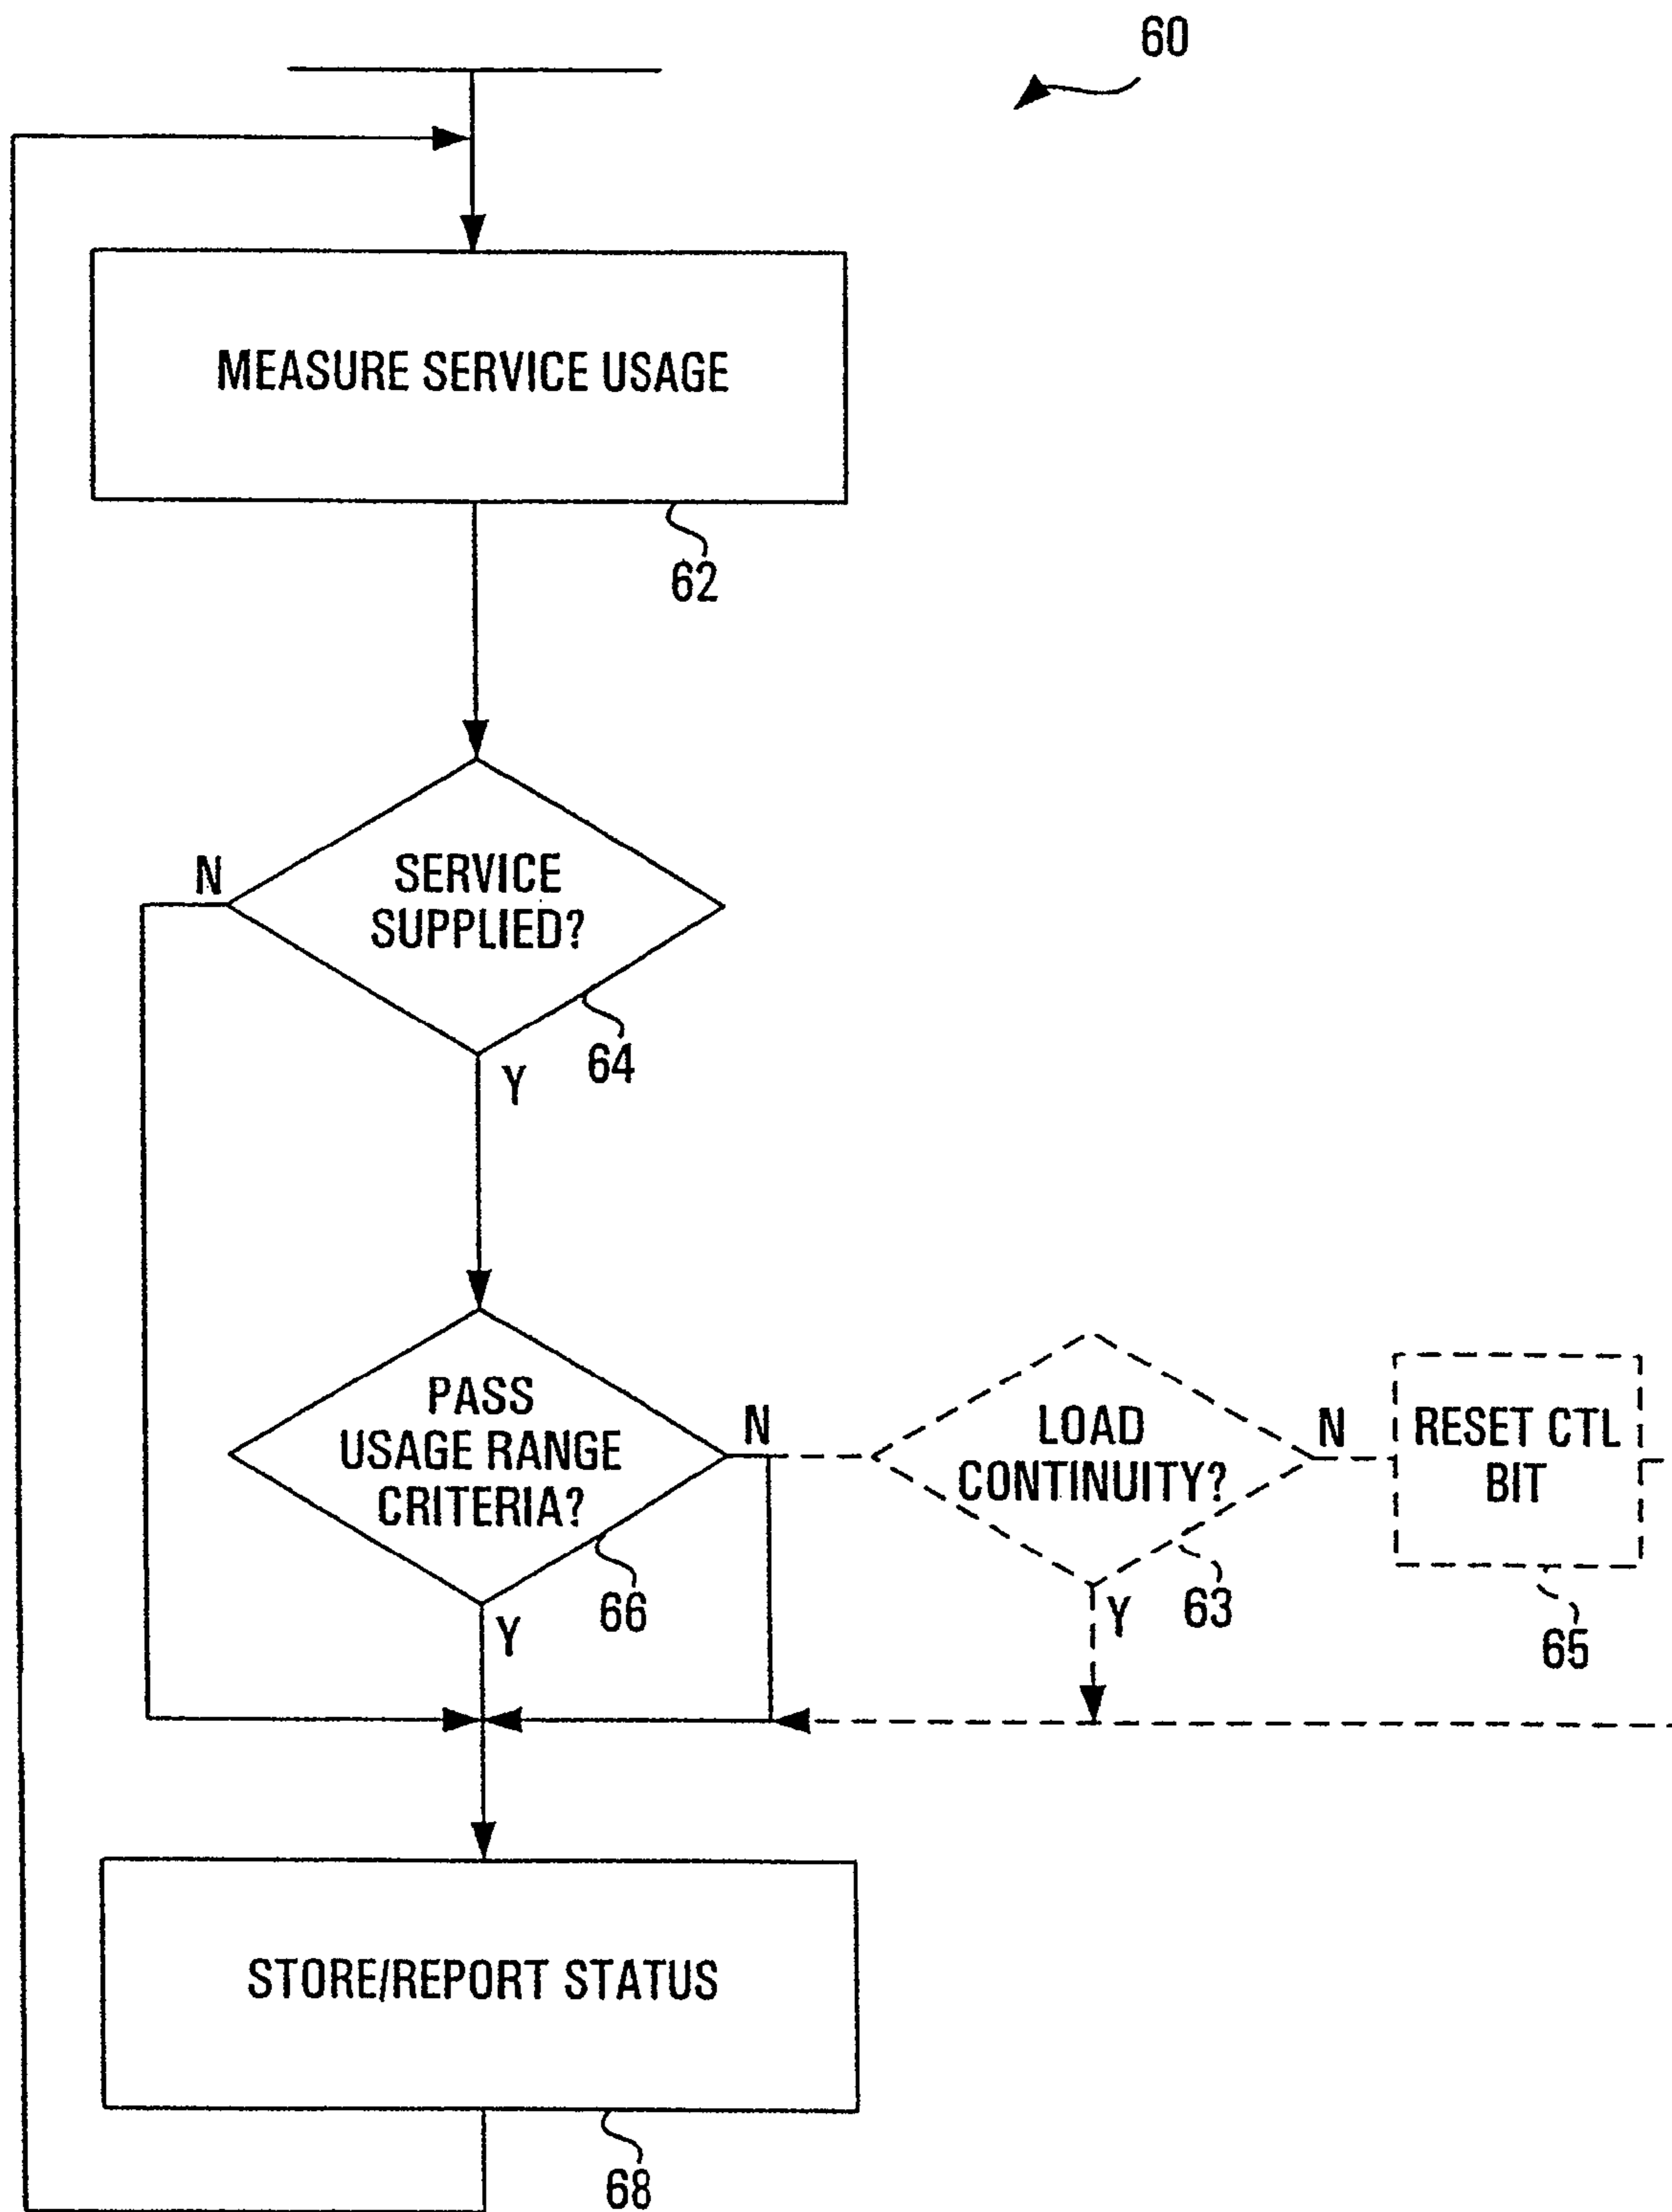 60
MEASURE SERVICE USAGE
62
N
SERVICE
SUPPLIED?
64
Y
PASS
USAGE RANGE
CRITERIA?
N
66
Y
LOAD
CONTINUITY?
N
63
Y
RESET CTL
BIT
65
STORE/REPORT STATUS
68